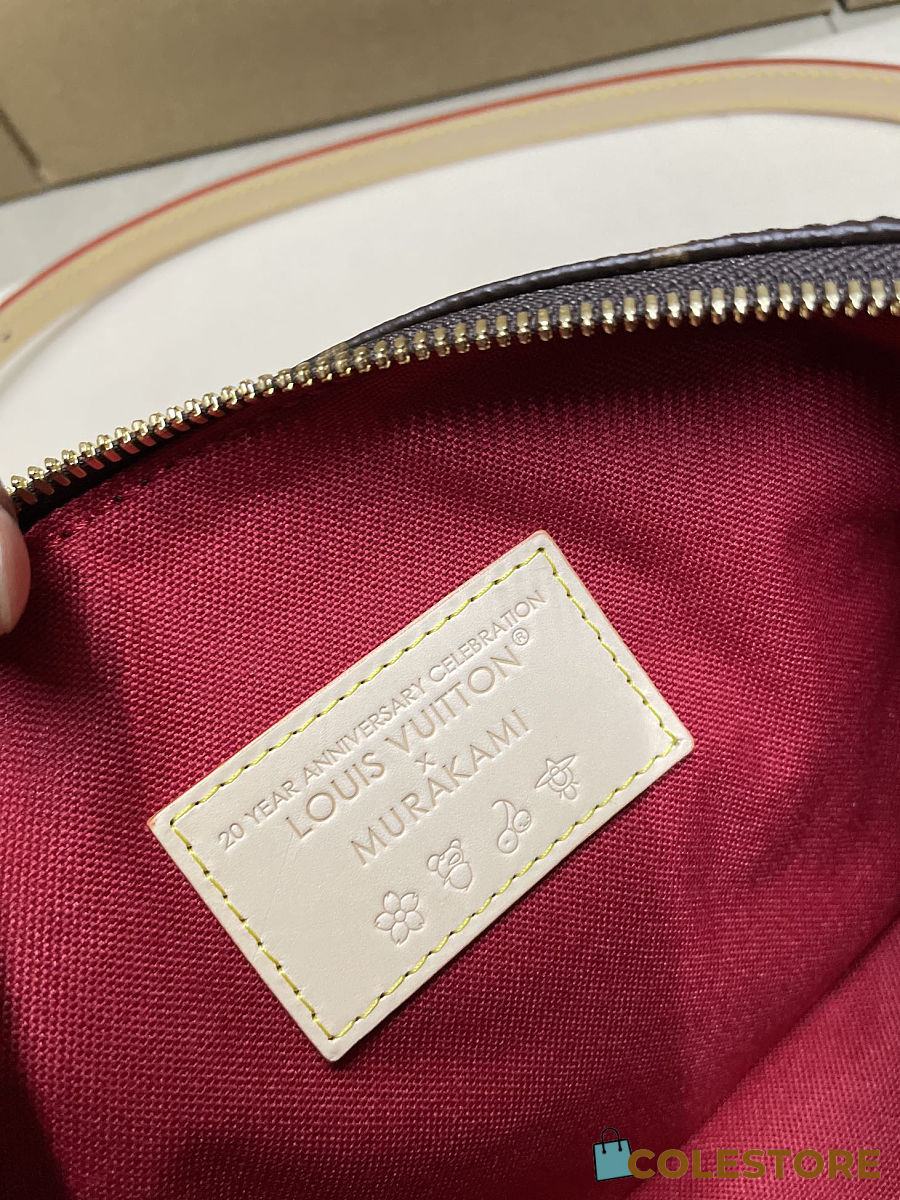 20 YEAR ANNIVERSARY CELEBRATION
LOUIS VUITTON®
x
MURAKAMI
COLESTORE